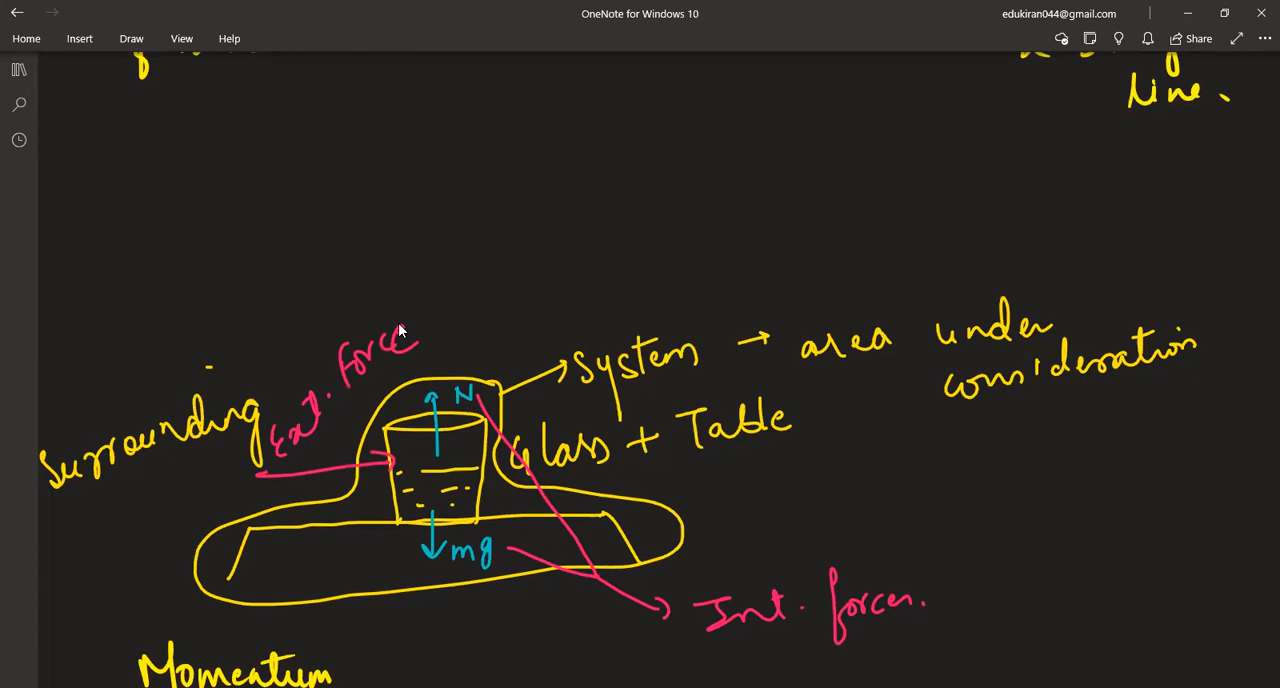 OneNote for Windows 10
edukiran044@gmail.com
Home Insert Draw View Help
Share
line.
Ext. force
System → area under
consideration
Surrounding
N
Glass + Table
mg
Int. forces.
Momentum